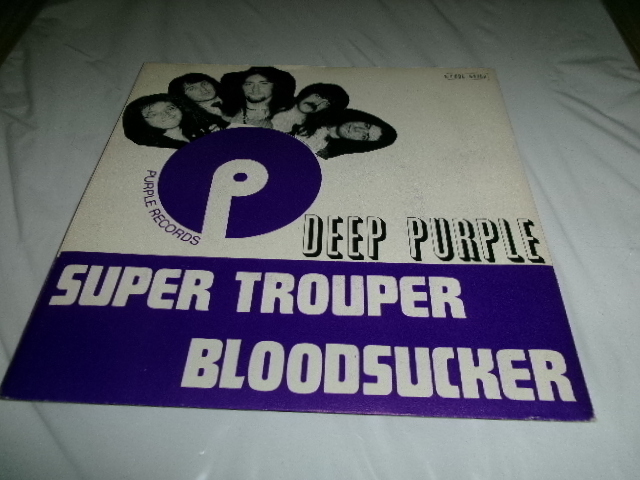 PURPLE RECORDS
DEEP PURPLE
SUPER TROUPER
BLOODSUCKER